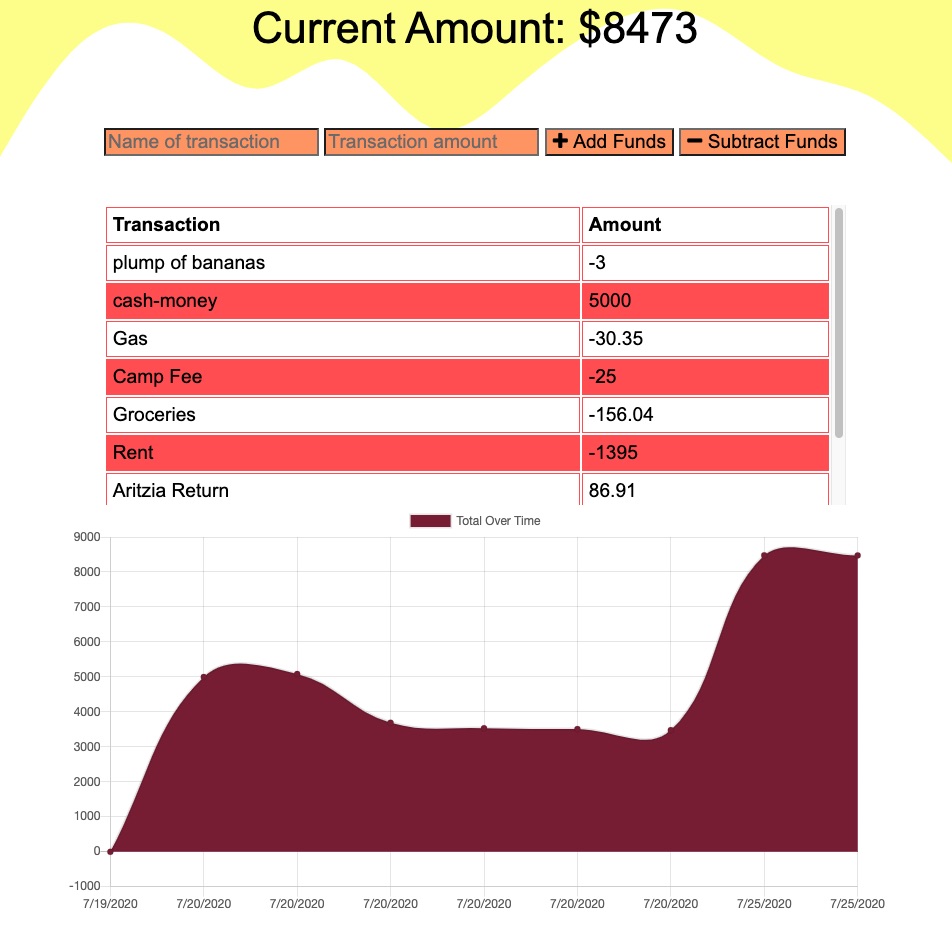 Current Amount: $8473
Name of transaction Transaction amount + Add Funds - Subtract Funds
Transaction Amount
plump of bananas -3
cash-money 5000
Gas -30.35
Camp Fee -25
Groceries -156.04
Rent -1395
Aritzia Return 86.91
Total Over Time
9000
8000
7000
6000
5000
4000
3000
2000
1000
0
-1000
7/19/2020 7/20/2020 7/20/2020 7/20/2020 7/20/2020 7/20/2020 7/20/2020 7/25/2020 7/25/2020